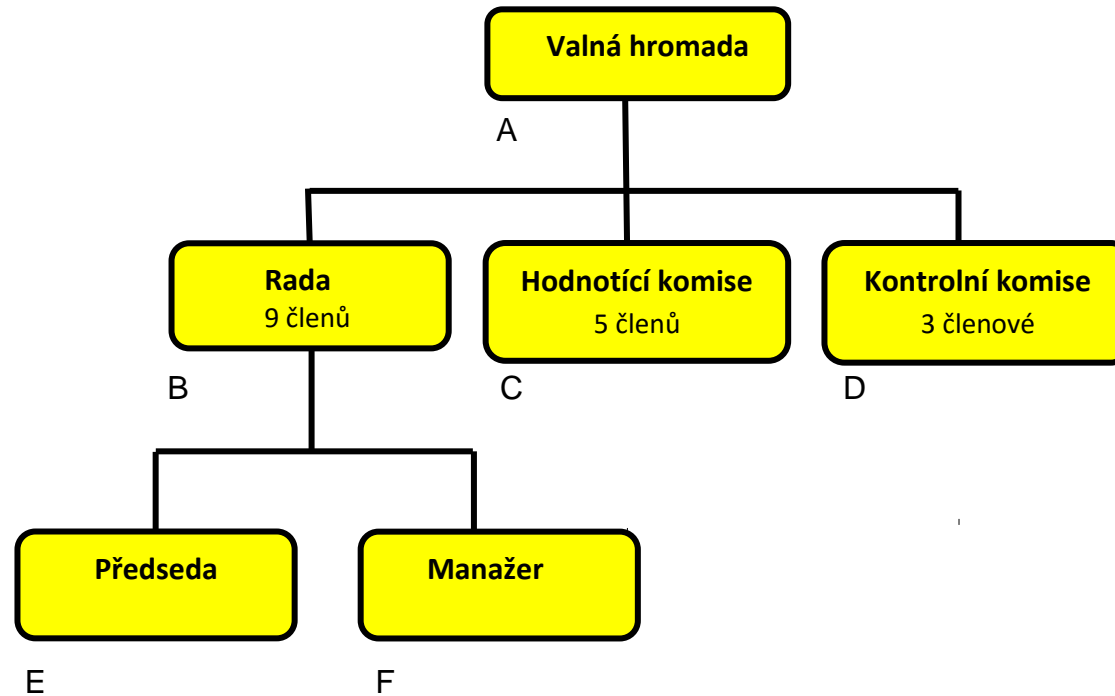 Valná hromada
A
Rada
9 členů
Hodnotící komise
5 členů
Kontrolní komise
3 členové
B
C
D
Předseda
Manažer
E
F